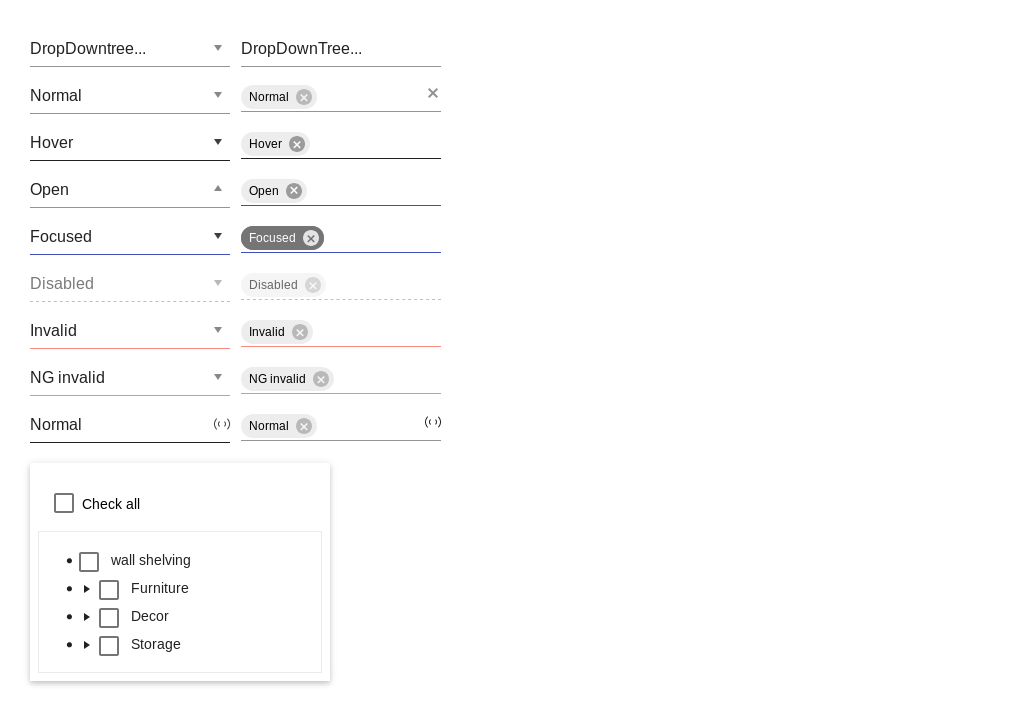 DropDowntree... DropDownTree...
Normal Normal
Hover Hover
Open Open
Focused Focused
Disabled Disabled
Invalid Invalid
NG invalid NG invalid
Normal Normal
Check all
wall shelving
Furniture
Decor
Storage